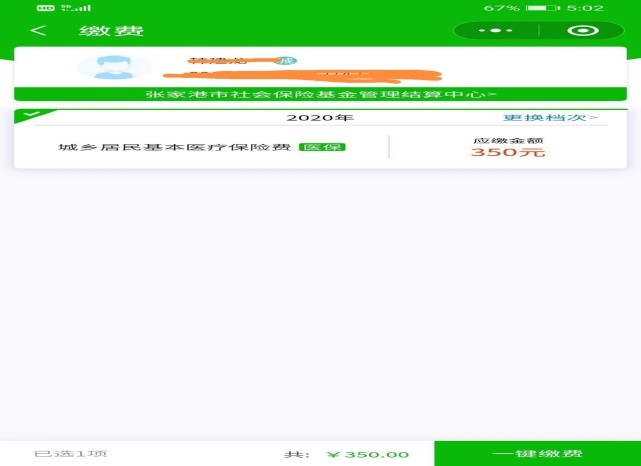 HD 5G 67% 5:02
< 缴费
成
张家港市社会保险基金管理结算中心>
2020年 更换档次>
城乡居民基本医疗保险费 医保
应缴金额
350元
已选1项 共: ￥350.00 一键缴费